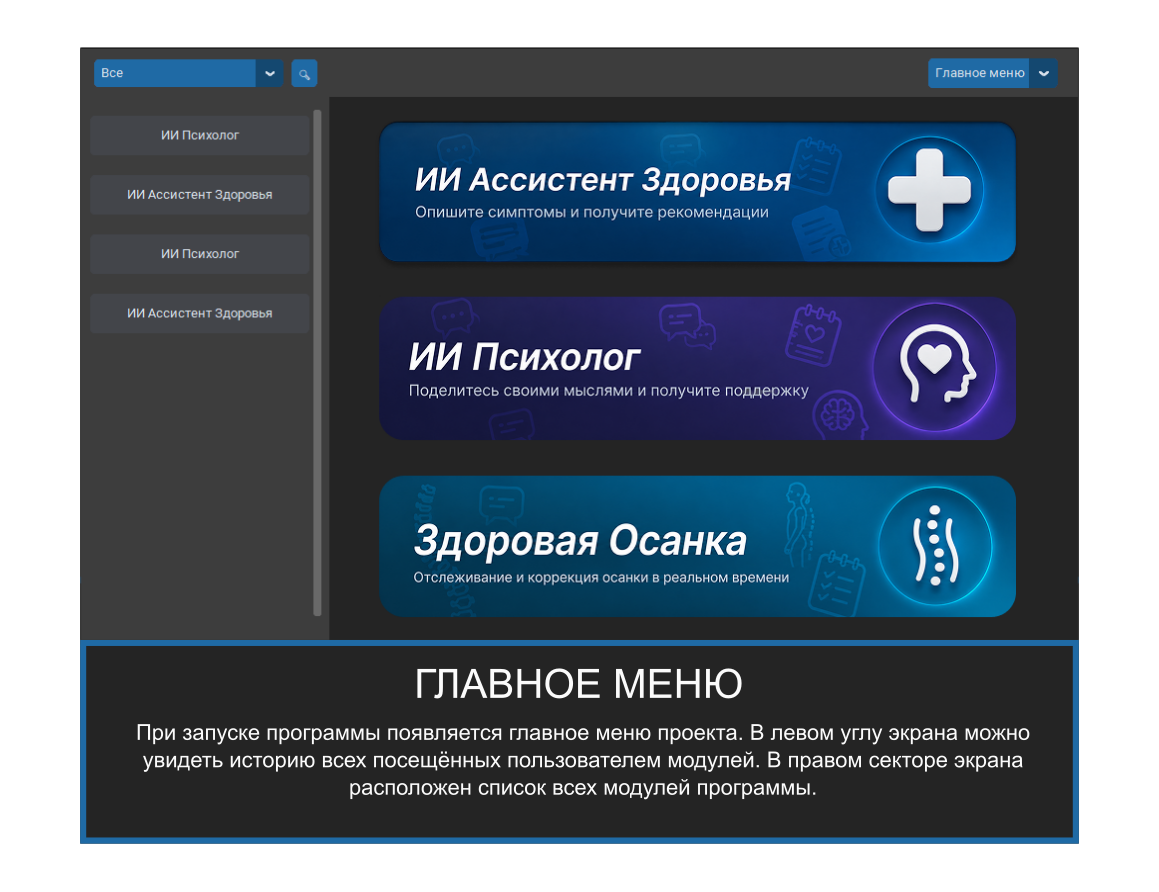 Все
Главное меню
ИИ Психолог
ИИ Ассистент Здоровья
ИИ Психолог
ИИ Ассистент Здоровья
ИИ Ассистент Здоровья
Опишите симптомы и получите рекомендации
ИИ Психолог
Поделитесь своими мыслями и получите поддержку
Здоровая Осанка
Отслеживание и коррекция осанки в реальном времени
ГЛАВНОЕ МЕНЮ
При запуске программы появляется главное меню проекта. В левом углу экрана можно
увидеть историю всех посещённых пользователем модулей. В правом секторе экрана
расположен список всех модулей программы.